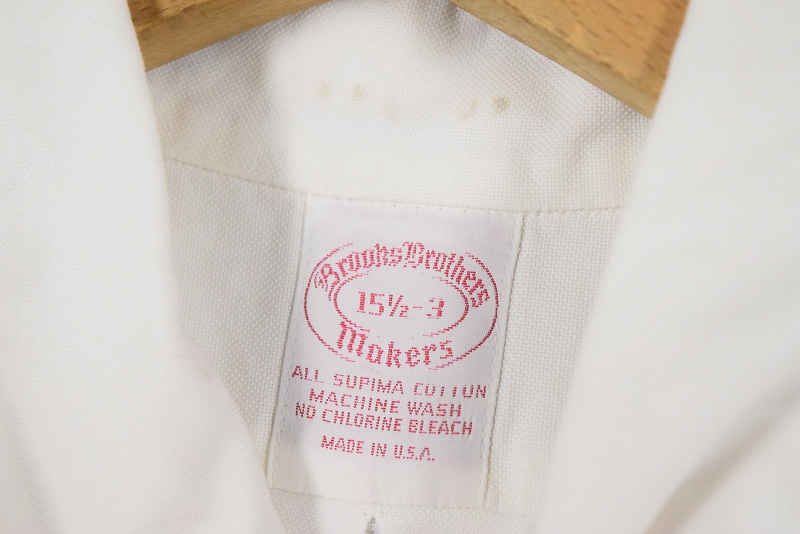 Brooks Brothers
15½-3
Makers
ALL SUPIMA COTTON
MACHINE WASH
NO CHLORINE BLEACH
MADE IN U.S.A.